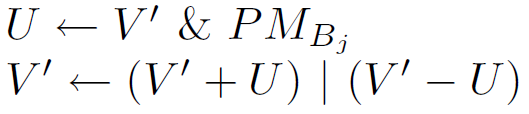 U ← V′ & PM_{B_j}
V′ ← (V′ + U) | (V′ − U)